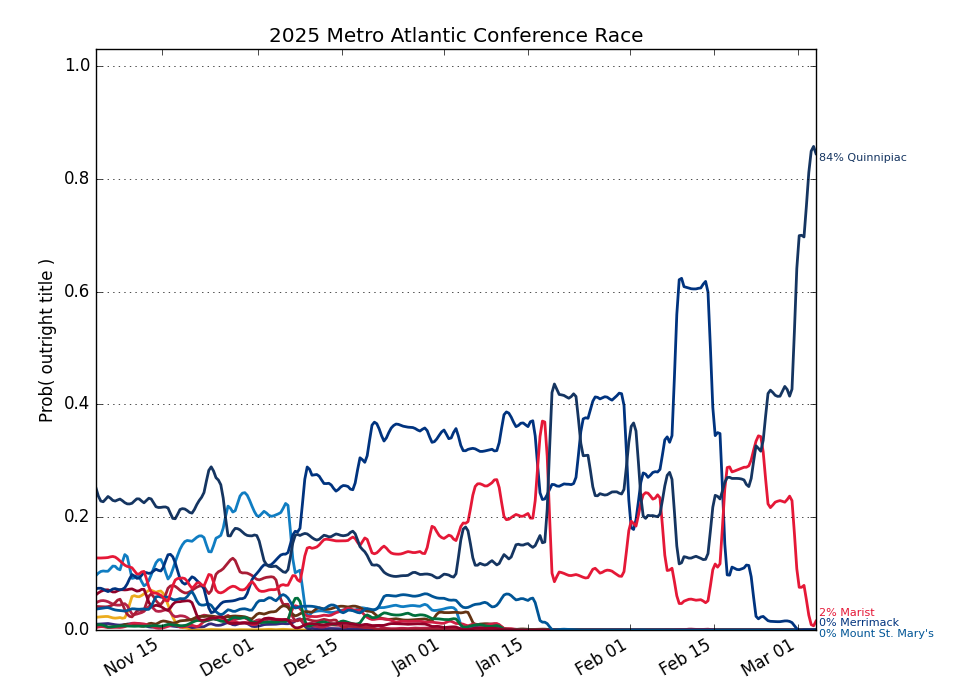 2025 Metro Atlantic Conference Race
Prob( outright title )
1.0
0.8
0.6
0.4
0.2
0.0
84% Quinnipiac
2% Marist
0% Merrimack
0% Mount St. Mary's
Nov 15
Dec 01
Dec 15
Jan 01
Jan 15
Feb 01
Feb 15
Mar 01